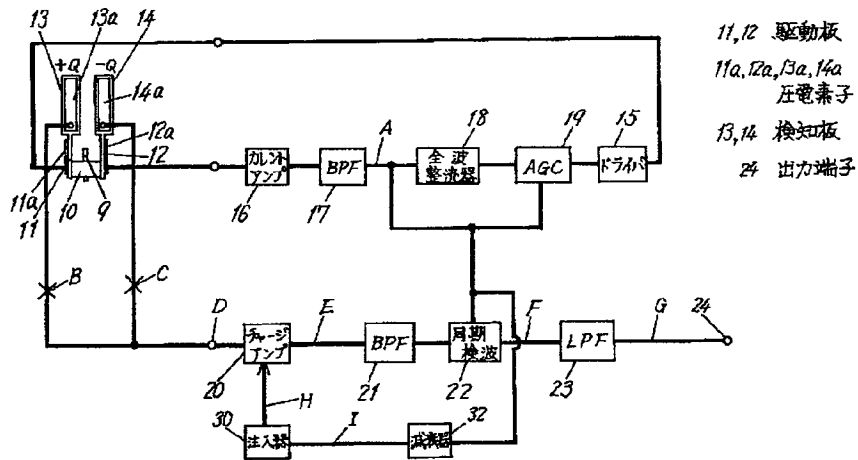 13 13a 14
+Q -Q
14a
12a
12
11a
11
10
9
A
カレント
アンプ
16
BPF
17
全波
整流器
18
AGC
19
ドライバ
15
B
C
D
チャージ
アンプ
20
E
BPF
21
同期
検波
22
F
LPF
23
G
24
H
30
注入器
I
減衰器
32
11,12 駆動板
11a,12a,13a,14a
圧電素子
13,14 検知板
24 出力端子